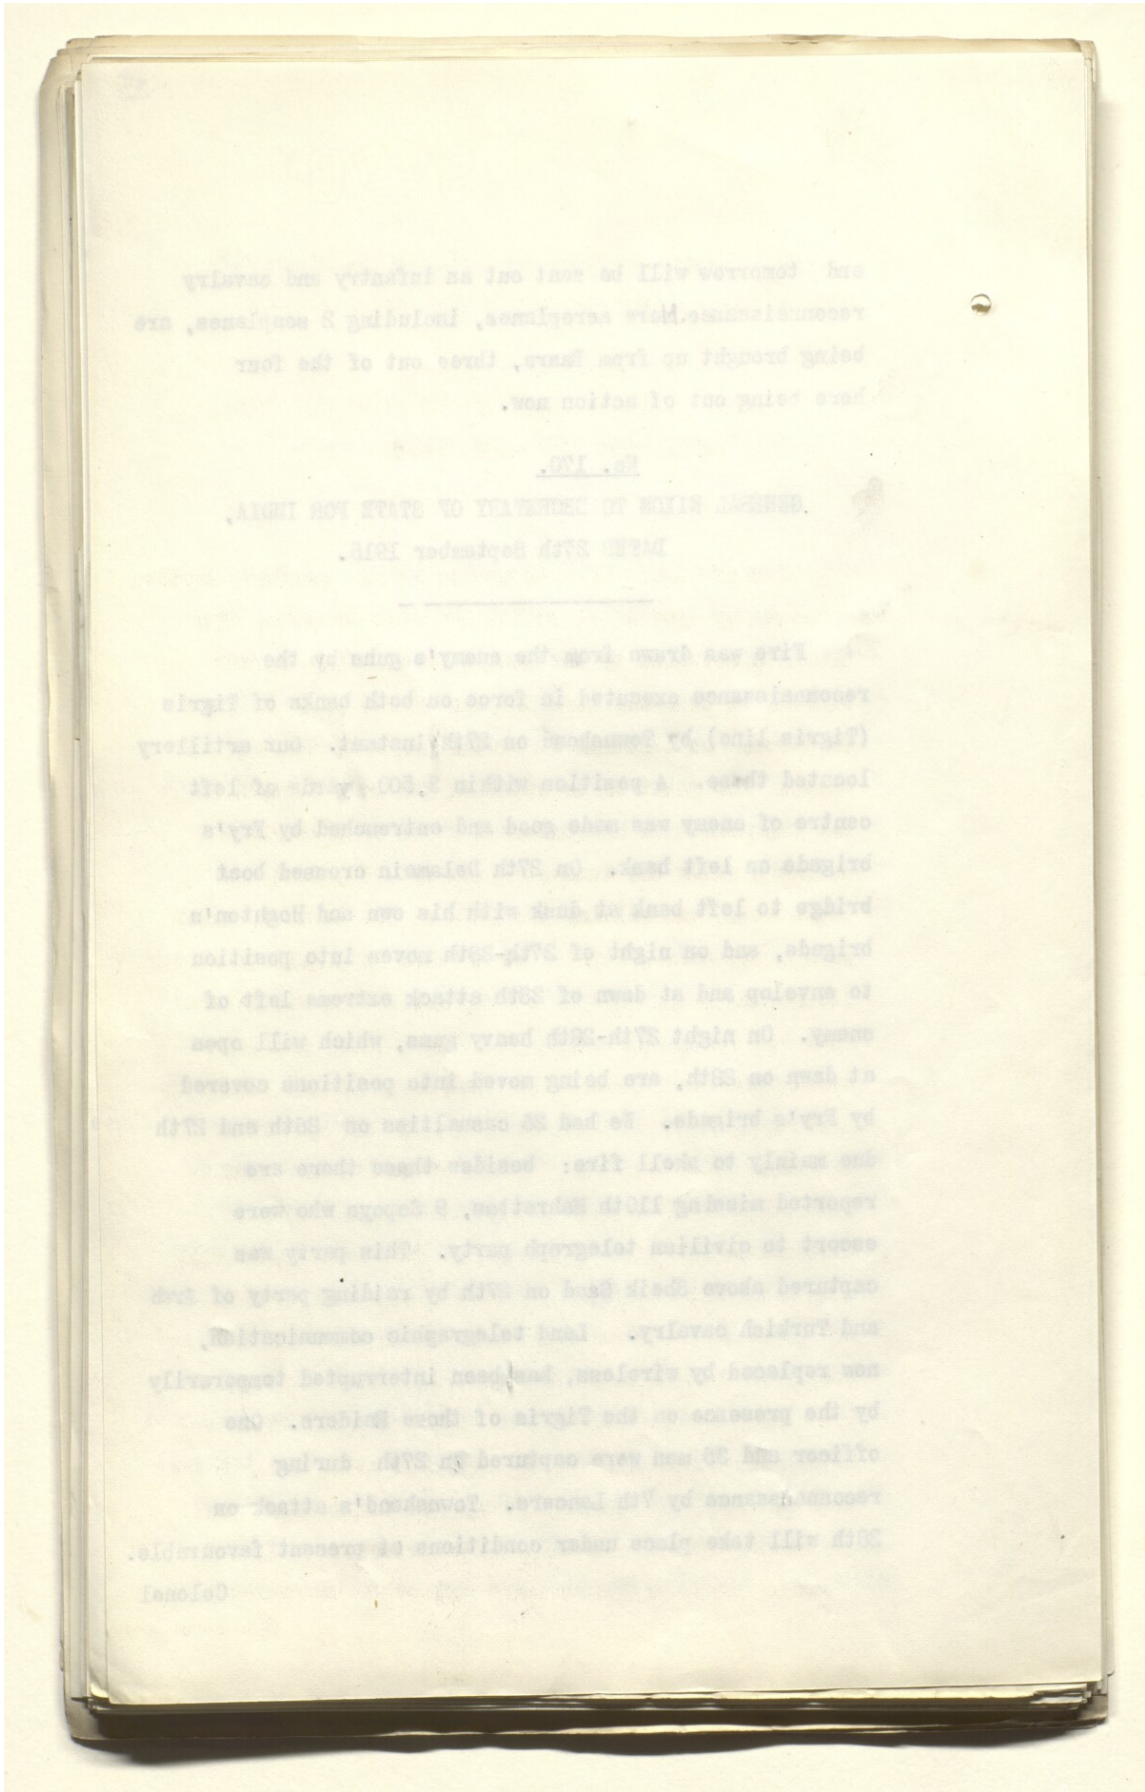 and tomorrow will be sent out an infantry and cavalry
reconnaissance. More aeroplanes, including 2 seaplanes, are
being brought up from Basra, three out of the four
here being out of action now.
No. 170.
GENERAL NIXON TO SECRETARY OF STATE FOR INDIA,
DATED 27th September 1915.
Fire was drawn from the enemy's guns by the
reconnaissance executed in force on both banks of Tigris
(Tigris line) by Townshend on 27th instant. Our artillery
located these. A position within 2,500 yards of left
centre of enemy was made good and entrenched by Fry's
brigade on left bank. On 27th Delamain crossed boat
bridge to left bank at dusk with his own and Hoghton's
brigade, and on night of 27th-28th moves into position
to envelop and at dawn of 28th attack extreme left of
enemy. On night 27th-28th heavy guns, which will open
at dawn on 28th, are being moved into positions covered
by Fry's brigade. He had 26 casualties on 26th and 27th
due mainly to shell fire: besides these there are
reported missing 110th Mahrattas, 9 Sepoys who were
escort to civilian telegraph party. This party was
captured above Sheik Saad on 27th by raiding party of Arab
and Turkish cavalry. Land telegraphic communication,
now replaced by wireless, has been interrupted temporarily
by the presence on the Tigris of those Raiders. One
officer and 36 men were captured 27th during
reconnaissance by 7th Lancers. Townshend's attack on
28th will take place under conditions of present favourable.
Colonel